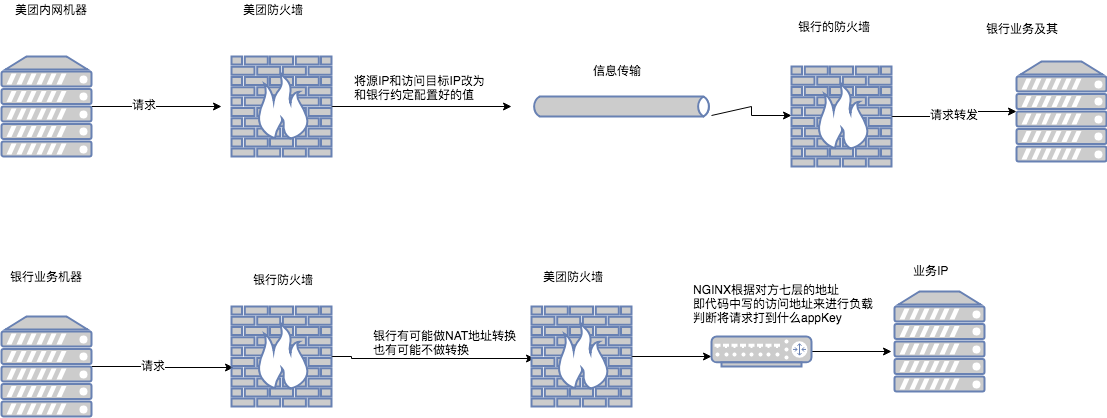 美团内网机器
美团防火墙
银行的防火墙
银行业务及其
请求
将源IP和访问目标IP改为
和银行约定配置好的值
信息传输
请求转发
银行业务机器
银行防火墙
美团防火墙
业务IP
请求
银行有可能做NAT地址转换
也有可能不做转换
NGINX根据对方七层的地址
即代码中写的访问地址来进行负载
判断将请求打到什么appKey